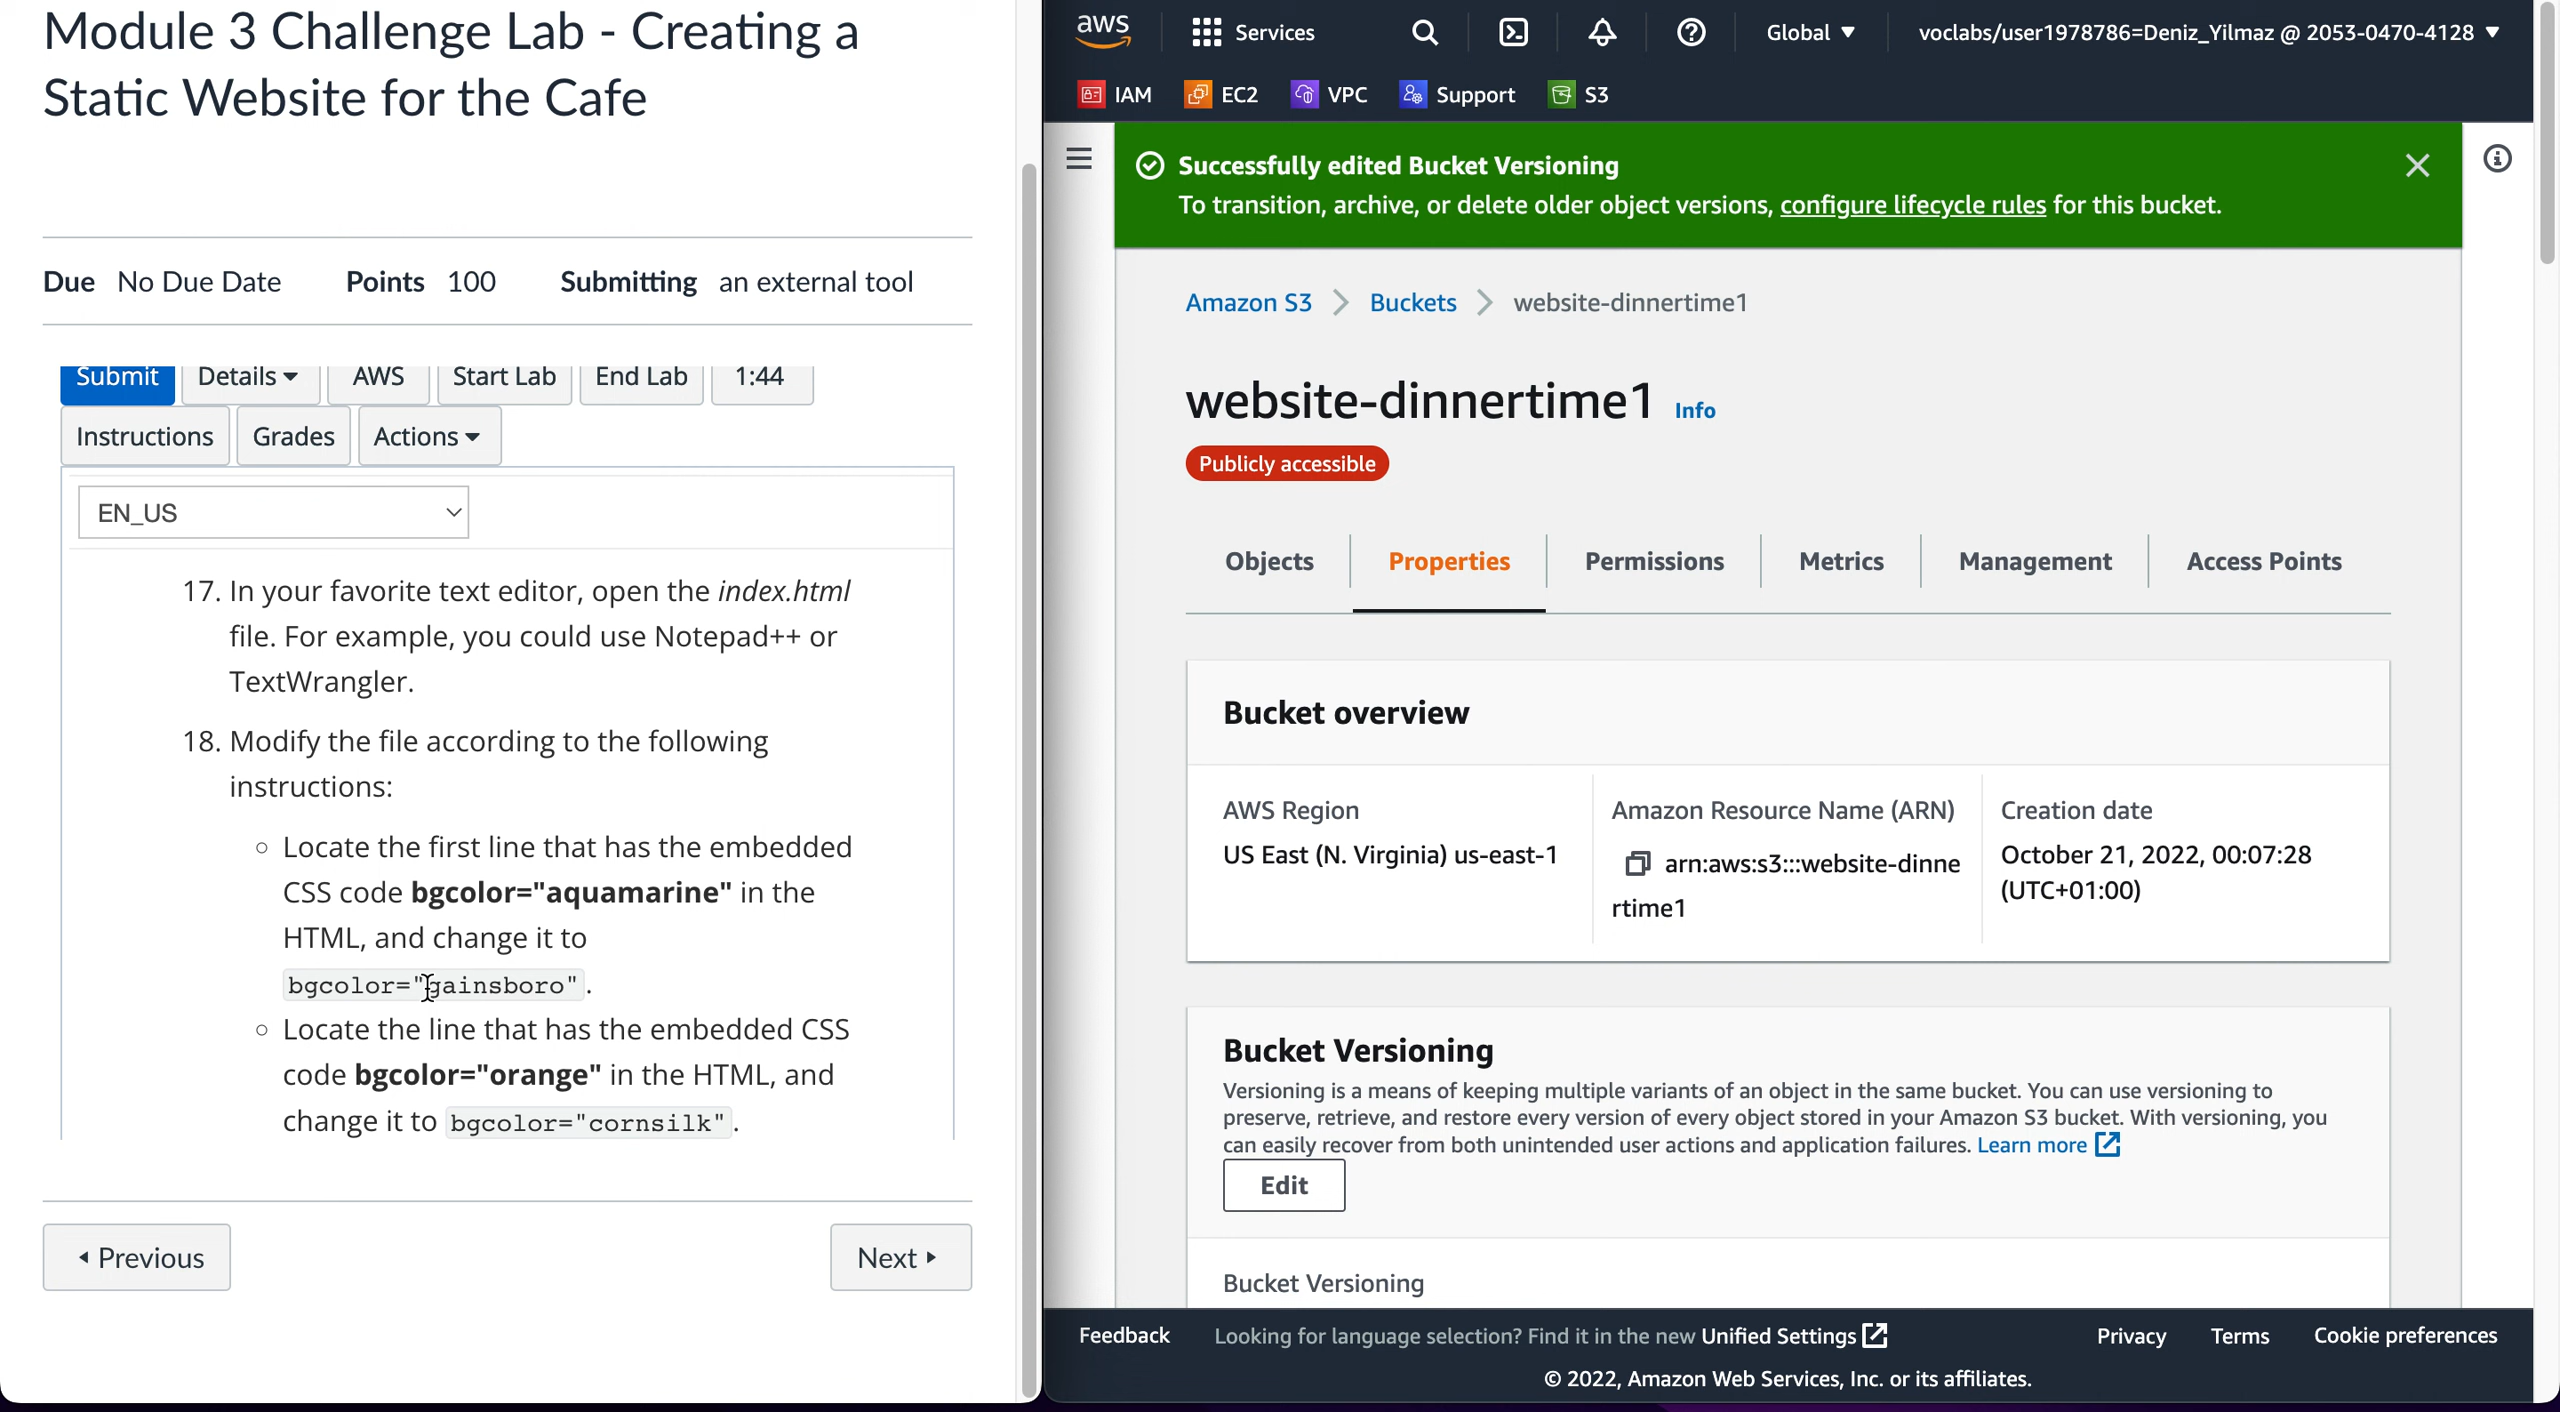 Module 3 Challenge Lab - Creating a
Static Website for the Cafe
Due No Due Date Points 100 Submitting an external tool
Submit Details AWS Start Lab End Lab 1:44
Instructions Grades Actions
EN_US
17. In your favorite text editor, open the index.html
file. For example, you could use Notepad++ or
TextWrangler.
18. Modify the file according to the following
instructions:
Locate the first line that has the embedded
CSS code bgcolor="aquamarine" in the
HTML, and change it to
bgcolor="gainsboro".
Locate the line that has the embedded CSS
code bgcolor="orange" in the HTML, and
change it to bgcolor="cornsilk".
Previous Next
aws Services Global voclabs/user1978786=Deniz_Yilmaz @ 2053-0470-4128
IAM EC2 VPC Support S3
Successfully edited Bucket Versioning
To transition, archive, or delete older object versions, configure lifecycle rules for this bucket.
Amazon S3 Buckets website-dinnertime1
website-dinnertime1 Info
Publicly accessible
Objects Properties Permissions Metrics Management Access Points
Bucket overview
AWS Region
US East (N. Virginia) us-east-1
Amazon Resource Name (ARN)
arn:aws:s3:::website-dinne
rtime1
Creation date
October 21, 2022, 00:07:28
(UTC+01:00)
Bucket Versioning
Versioning is a means of keeping multiple variants of an object in the same bucket. You can use versioning to
preserve, retrieve, and restore every version of every object stored in your Amazon S3 bucket. With versioning, you
can easily recover from both unintended user actions and application failures. Learn more
Edit
Bucket Versioning
Feedback Looking for language selection? Find it in the new Unified Settings Privacy Terms Cookie preferences
© 2022, Amazon Web Services, Inc. or its affiliates.